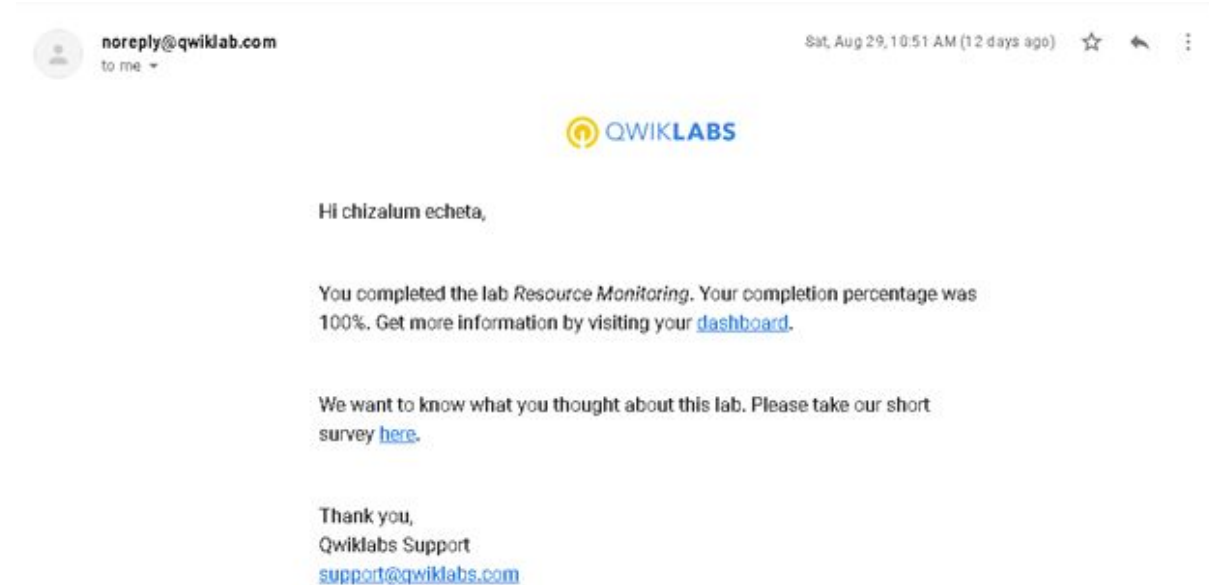 noreply@qwiklab.com
Sat, Aug 29, 10:51 AM (12 days ago)
to me
QWIKLABS
Hi chizalum echeta,
You completed the lab Resource Monitoring. Your completion percentage was
100%. Get more information by visiting your dashboard.
We want to know what you thought about this lab. Please take our short
survey here.
Thank you,
Qwiklabs Support
support@qwiklabs.com